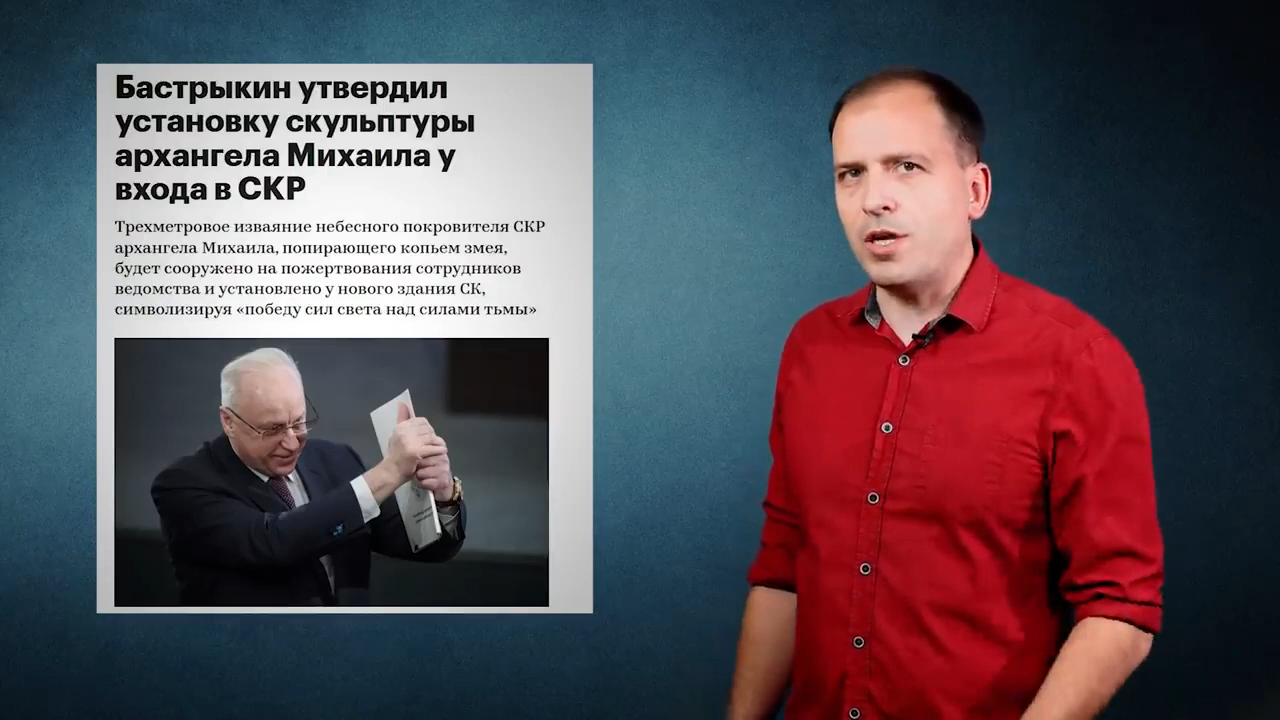 Бастрыкин утвердил
установку скульптуры
архангела Михаила у
входа в СКР
Трехметровое изваяние небесного покровителя СКР
архангела Михаила, попирающего копьем змея,
будет сооружено на пожертвования сотрудников
ведомства и установлено у нового здания СК,
символизируя «победу сил света над силами тьмы»